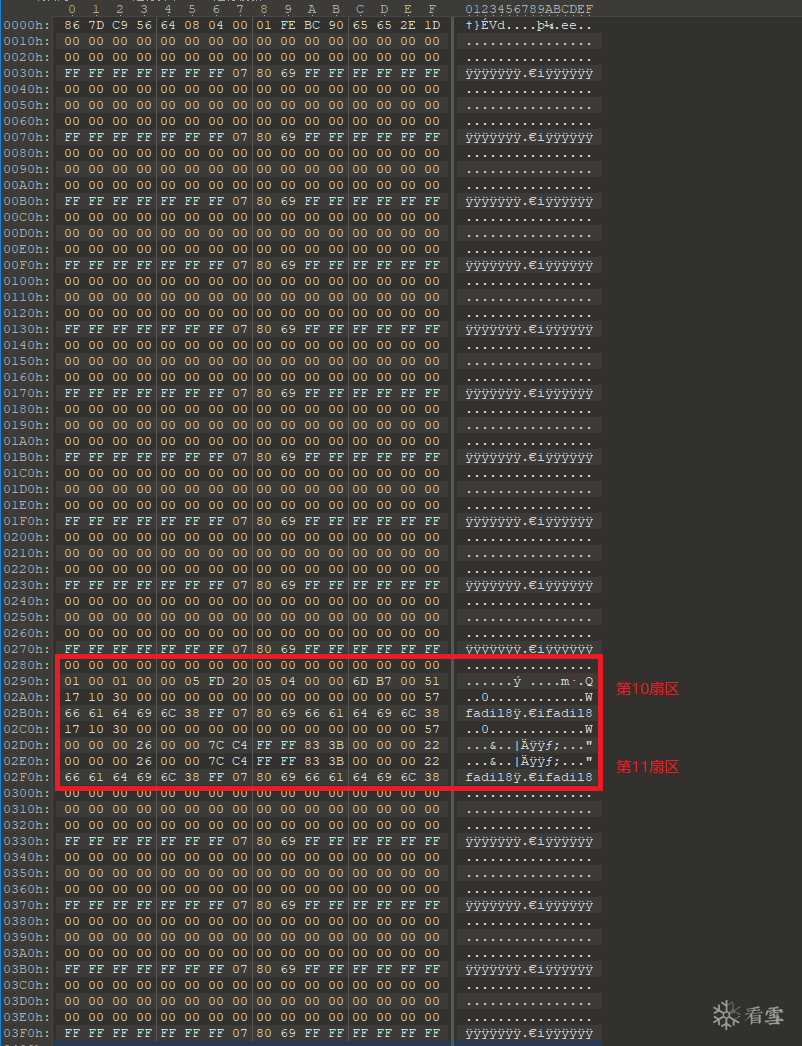 0 1 2 3 4 5 6 7 8 9 A B C D E F 0123456789ABCDEF
0000h: 86 7D C9 56 64 08 04 00 01 FE BC 90 65 65 2E 1D †}ÉVd....þ¼.ee..
0010h: 00 00 00 00 00 00 00 00 00 00 00 00 00 00 00 00 ................
0020h: 00 00 00 00 00 00 00 00 00 00 00 00 00 00 00 00 ................
0030h: FF FF FF FF FF FF FF 07 80 69 FF FF FF FF FF FF ÿÿÿÿÿÿÿ.€iÿÿÿÿÿÿ
0040h: 00 00 00 00 00 00 00 00 00 00 00 00 00 00 00 00 ................
0050h: 00 00 00 00 00 00 00 00 00 00 00 00 00 00 00 00 ................
0060h: 00 00 00 00 00 00 00 00 00 00 00 00 00 00 00 00 ................
0070h: FF FF FF FF FF FF FF 07 80 69 FF FF FF FF FF FF ÿÿÿÿÿÿÿ.€iÿÿÿÿÿÿ
0080h: 00 00 00 00 00 00 00 00 00 00 00 00 00 00 00 00 ................
0090h: 00 00 00 00 00 00 00 00 00 00 00 00 00 00 00 00 ................
00A0h: 00 00 00 00 00 00 00 00 00 00 00 00 00 00 00 00 ................
00B0h: FF FF FF FF FF FF FF 07 80 69 FF FF FF FF FF FF ÿÿÿÿÿÿÿ.€iÿÿÿÿÿÿ
00C0h: 00 00 00 00 00 00 00 00 00 00 00 00 00 00 00 00 ................
00D0h: 00 00 00 00 00 00 00 00 00 00 00 00 00 00 00 00 ................
00E0h: 00 00 00 00 00 00 00 00 00 00 00 00 00 00 00 00 ................
00F0h: FF FF FF FF FF FF FF 07 80 69 FF FF FF FF FF FF ÿÿÿÿÿÿÿ.€iÿÿÿÿÿÿ
0100h: 00 00 00 00 00 00 00 00 00 00 00 00 00 00 00 00 ................
0110h: 00 00 00 00 00 00 00 00 00 00 00 00 00 00 00 00 ................
0120h: 00 00 00 00 00 00 00 00 00 00 00 00 00 00 00 00 ................
0130h: FF FF FF FF FF FF FF 07 80 69 FF FF FF FF FF FF ÿÿÿÿÿÿÿ.€iÿÿÿÿÿÿ
0140h: 00 00 00 00 00 00 00 00 00 00 00 00 00 00 00 00 ................
0150h: 00 00 00 00 00 00 00 00 00 00 00 00 00 00 00 00 ................
0160h: 00 00 00 00 00 00 00 00 00 00 00 00 00 00 00 00 ................
0170h: FF FF FF FF FF FF FF 07 80 69 FF FF FF FF FF FF ÿÿÿÿÿÿÿ.€iÿÿÿÿÿÿ
0180h: 00 00 00 00 00 00 00 00 00 00 00 00 00 00 00 00 ................
0190h: 00 00 00 00 00 00 00 00 00 00 00 00 00 00 00 00 ................
01A0h: 00 00 00 00 00 00 00 00 00 00 00 00 00 00 00 00 ................
01B0h: FF FF FF FF FF FF FF 07 80 69 FF FF FF FF FF FF ÿÿÿÿÿÿÿ.€iÿÿÿÿÿÿ
01C0h: 00 00 00 00 00 00 00 00 00 00 00 00 00 00 00 00 ................
01D0h: 00 00 00 00 00 00 00 00 00 00 00 00 00 00 00 00 ................
01E0h: 00 00 00 00 00 00 00 00 00 00 00 00 00 00 00 00 ................
01F0h: FF FF FF FF FF FF FF 07 80 69 FF FF FF FF FF FF ÿÿÿÿÿÿÿ.€iÿÿÿÿÿÿ
0200h: 00 00 00 00 00 00 00 00 00 00 00 00 00 00 00 00 ................
0210h: 00 00 00 00 00 00 00 00 00 00 00 00 00 00 00 00 ................
0220h: 00 00 00 00 00 00 00 00 00 00 00 00 00 00 00 00 ................
0230h: FF FF FF FF FF FF FF 07 80 69 FF FF FF FF FF FF ÿÿÿÿÿÿÿ.€iÿÿÿÿÿÿ
0240h: 00 00 00 00 00 00 00 00 00 00 00 00 00 00 00 00 ................
0250h: 00 00 00 00 00 00 00 00 00 00 00 00 00 00 00 00 ................
0260h: 00 00 00 00 00 00 00 00 00 00 00 00 00 00 00 00 ................
0270h: FF FF FF FF FF FF FF 07 80 69 FF FF FF FF FF FF ÿÿÿÿÿÿÿ.€iÿÿÿÿÿÿ
0280h: 00 00 00 00 00 00 00 00 00 00 00 00 00 00 00 00 ................
0290h: 01 00 01 00 00 05 FD 20 05 04 00 00 6D B7 00 51 ......ý ....m·.Q
第10扇区
02A0h: 17 10 30 00 00 00 00 00 00 00 00 00 00 00 00 57 ..0............W
02B0h: 66 61 64 69 6C 38 FF 07 80 69 66 61 64 69 6C 38 fadil8ÿ.€ifadil8
02C0h: 17 10 30 00 00 00 00 00 00 00 00 00 00 00 00 57 ..0............W
02D0h: 00 00 00 26 00 00 7C C4 FF FF 83 3B 00 00 00 22 ...&..|Äÿÿƒ;..."
02E0h: 00 00 00 26 00 00 7C C4 FF FF 83 3B 00 00 00 22 ...&..|Äÿÿƒ;..."
第11扇区
02F0h: 66 61 64 69 6C 38 FF 07 80 69 66 61 64 69 6C 38 fadil8ÿ.€ifadil8
0300h: 00 00 00 00 00 00 00 00 00 00 00 00 00 00 00 00 ................
0310h: 00 00 00 00 00 00 00 00 00 00 00 00 00 00 00 00 ................
0320h: 00 00 00 00 00 00 00 00 00 00 00 00 00 00 00 00 ................
0330h: FF FF FF FF FF FF FF 07 80 69 FF FF FF FF FF FF ÿÿÿÿÿÿÿ.€iÿÿÿÿÿÿ
0340h: 00 00 00 00 00 00 00 00 00 00 00 00 00 00 00 00 ................
0350h: 00 00 00 00 00 00 00 00 00 00 00 00 00 00 00 00 ................
0360h: 00 00 00 00 00 00 00 00 00 00 00 00 00 00 00 00 ................
0370h: FF FF FF FF FF FF FF 07 80 69 FF FF FF FF FF FF ÿÿÿÿÿÿÿ.€iÿÿÿÿÿÿ
0380h: 00 00 00 00 00 00 00 00 00 00 00 00 00 00 00 00 ................
0390h: 00 00 00 00 00 00 00 00 00 00 00 00 00 00 00 00 ................
03A0h: 00 00 00 00 00 00 00 00 00 00 00 00 00 00 00 00 ................
03B0h: FF FF FF FF FF FF FF 07 80 69 FF FF FF FF FF FF ÿÿÿÿÿÿÿ.€iÿÿÿÿÿÿ
03C0h: 00 00 00 00 00 00 00 00 00 00 00 00 00 00 00 00 ................
03D0h: 00 00 00 00 00 00 00 00 00 00 00 00 00 00 00 00 ................
03E0h: 00 00 00 00 00 00 00 00 00 00 00 00 00 00 00 00 ................
03F0h: FF FF FF FF FF FF FF 07 80 69 FF FF FF FF FF FF ÿÿÿÿÿÿÿ.€iÿÿÿÿÿÿ
看雪